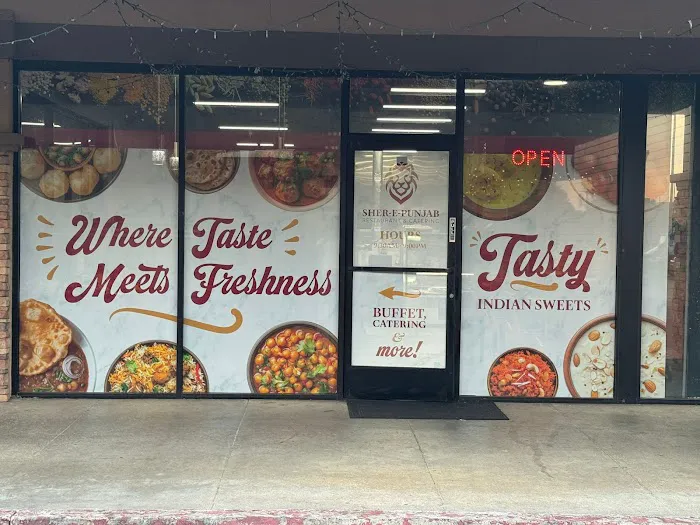 Where Taste
Meets Freshness
SHER-E-PUNJAB
RESTAURANT & CATERING
HOURS
BUFFET,
CATERING
&
more!
OPEN
Tasty
INDIAN SWEETS